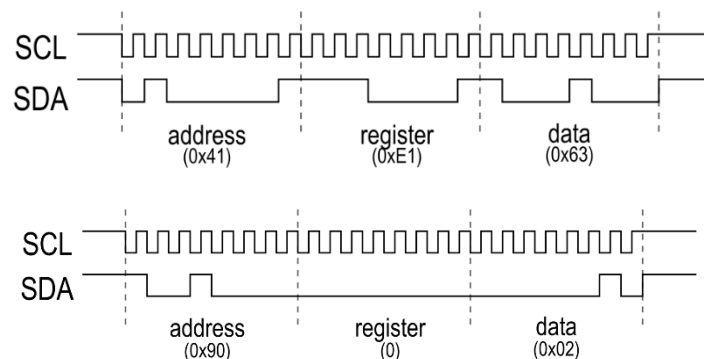 SCL
SDA
address register data
(0x41) (0xE1) (0x63)
SCL
SDA
address register data
(0x90) (0) (0x02)